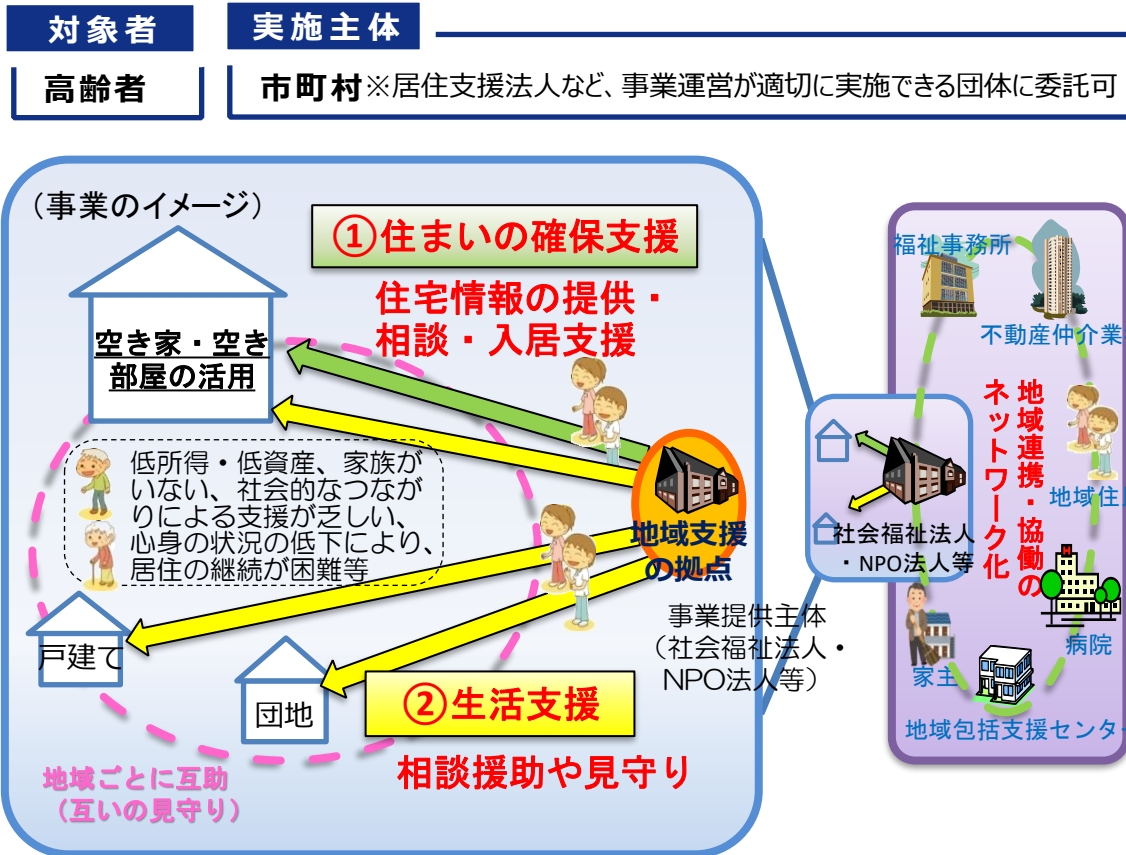 対象者
実施主体
高齢者
市町村※居住支援法人など、事業運営が適切に実施できる団体に委託可
（事業のイメージ）
①住まいの確保支援
住宅情報の提供・
相談・入居支援
空き家・空き
部屋の活用
低所得・低資産、家族が
いない、社会的なつなが
りによる支援が乏しい、
心身の状況の低下により、
居住の継続が困難等
地域支援
の拠点
事業提供主体
（社会福祉法人・
NPO法人等）
戸建て
団地
②生活支援
相談援助や見守り
地域ごとに互助
（互いの見守り）
福祉事務所
不動産仲介業
地域連携・協働の
ネットワーク化
地域住
社会福祉法人
・NPO法人等
病院
家主
地域包括支援センタ